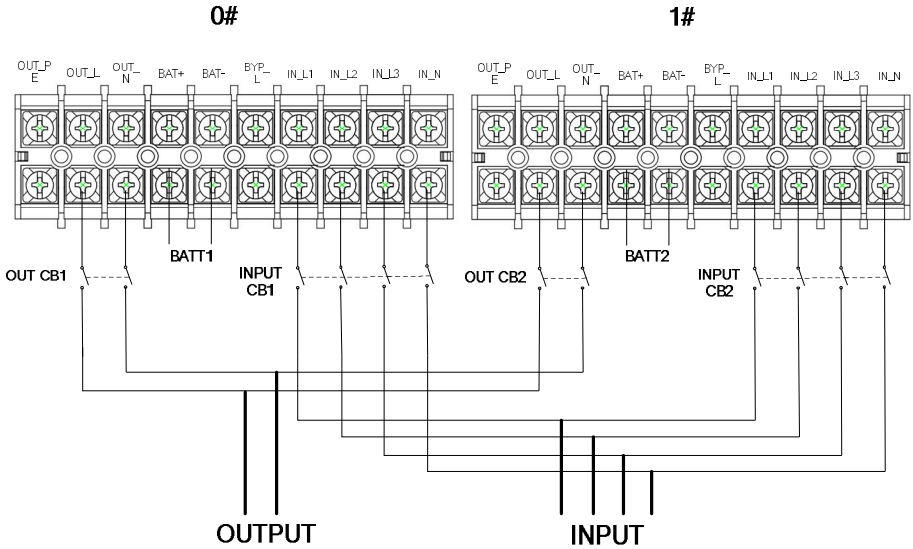 0#
1#
OUT_P
E
OUT_L
OUT_
N
BAT+
BAT-
BYP_
L
IN_L1
IN_L2
IN_L3
IN_N
OUT_P
E
OUT_L
OUT_
N
BAT+
BAT-
BYP_
L
IN_L1
IN_L2
IN_L3
IN_N
BATT1
BATT2
OUT CB1
INPUT
CB1
OUT CB2
INPUT
CB2
OUTPUT
INPUT